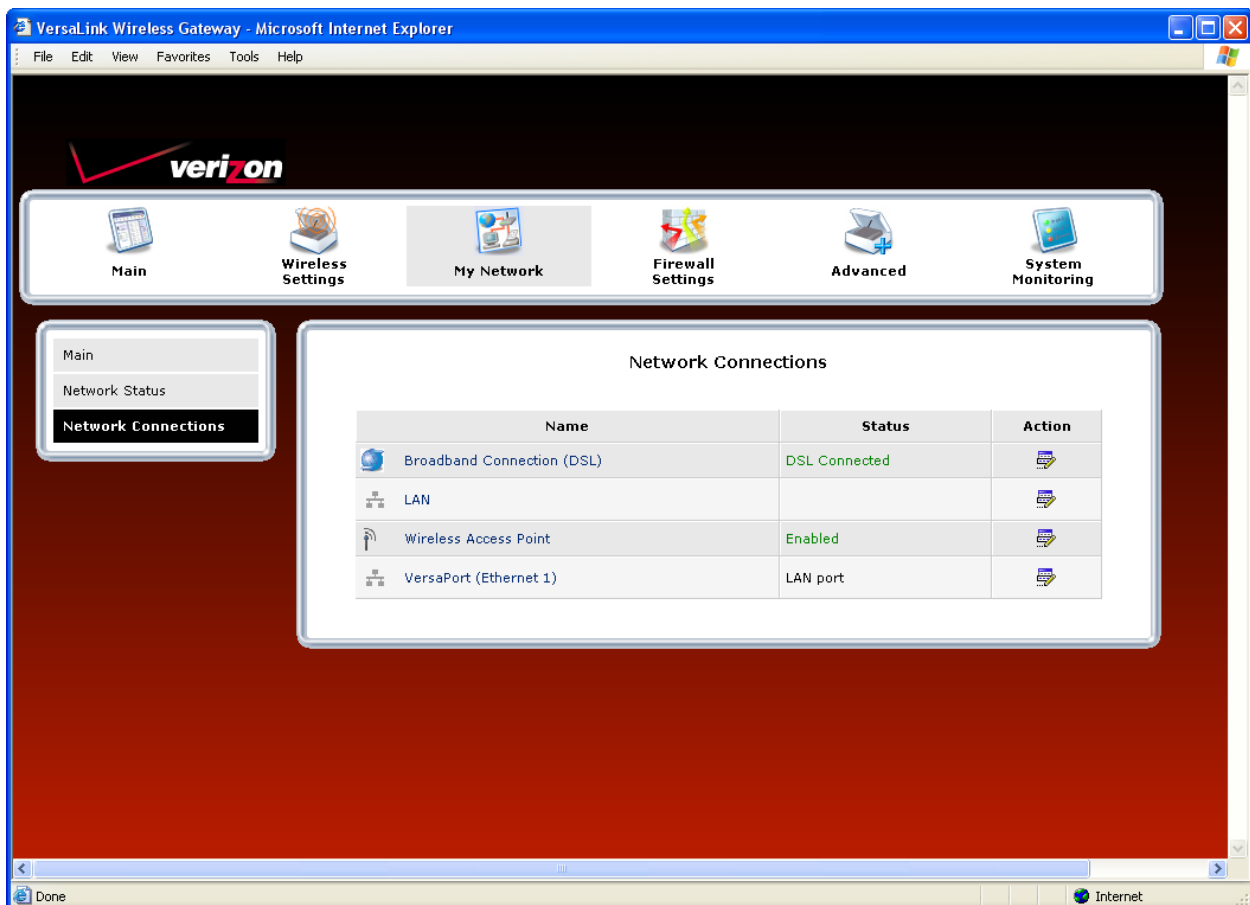 VersaLink Wireless Gateway - Microsoft Internet Explorer
File Edit View Favorites Tools Help
verizon
Main
Wireless
Settings
My Network
Firewall
Settings
Advanced
System
Monitoring
Main
Network Status
Network Connections
Network Connections
Name Status Action
Broadband Connection (DSL) DSL Connected
LAN
Wireless Access Point Enabled
VersaPort (Ethernet 1) LAN port
Done Internet